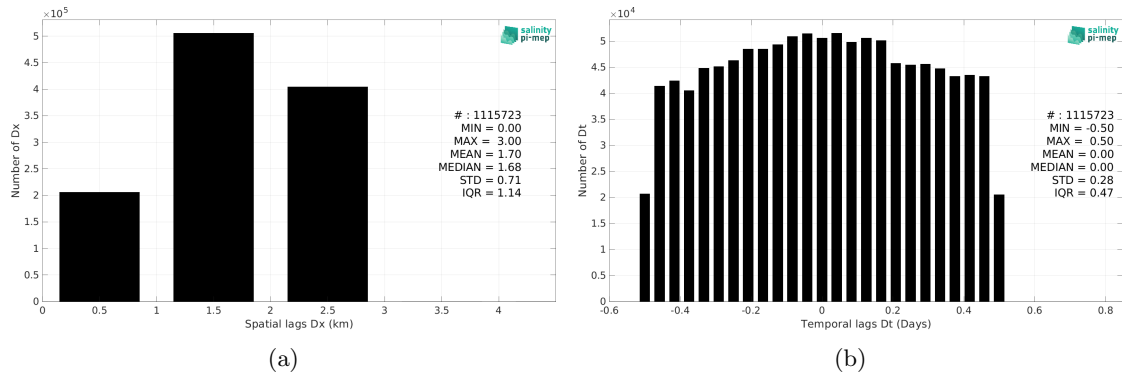 ×10⁵
5
4.5
4
3.5
3
2.5
2
1.5
1
0.5
0
Number of Dx
0 0.5 1 1.5 2 2.5 3 3.5 4
Spatial lags Dx (km)
salinity
pi-mep
# : 1115723
MIN = 0.00
MAX = 3.00
MEAN = 1.70
MEDIAN = 1.68
STD = 0.71
IQR = 1.14
(a)
×10⁴
5
4.5
4
3.5
3
2.5
2
1.5
1
0.5
0
Number of Dt
-0.6 -0.4 -0.2 0 0.2 0.4 0.6 0.8
Temporal lags Dt (Days)
salinity
pi-mep
# : 1115723
MIN = -0.50
MAX = 0.50
MEAN = 0.00
MEDIAN = 0.00
STD = 0.28
IQR = 0.47
(b)